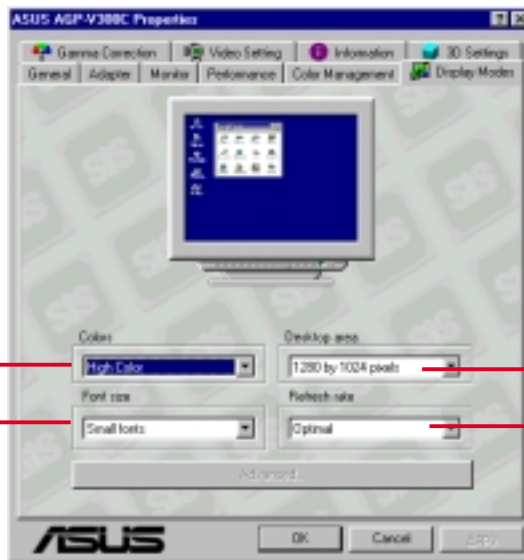 ASUS AGP-V300C Properties
Gamma Correction Video Setting Information 3D Settings
General Adapter Monitor Performance Color Management Display Modes
Colors Desktop area
High Color 1280 by 1024 pixels
Font size Refresh rate
Small fonts Optimal
Advanced...
ASUS OK Cancel Apply
SiS